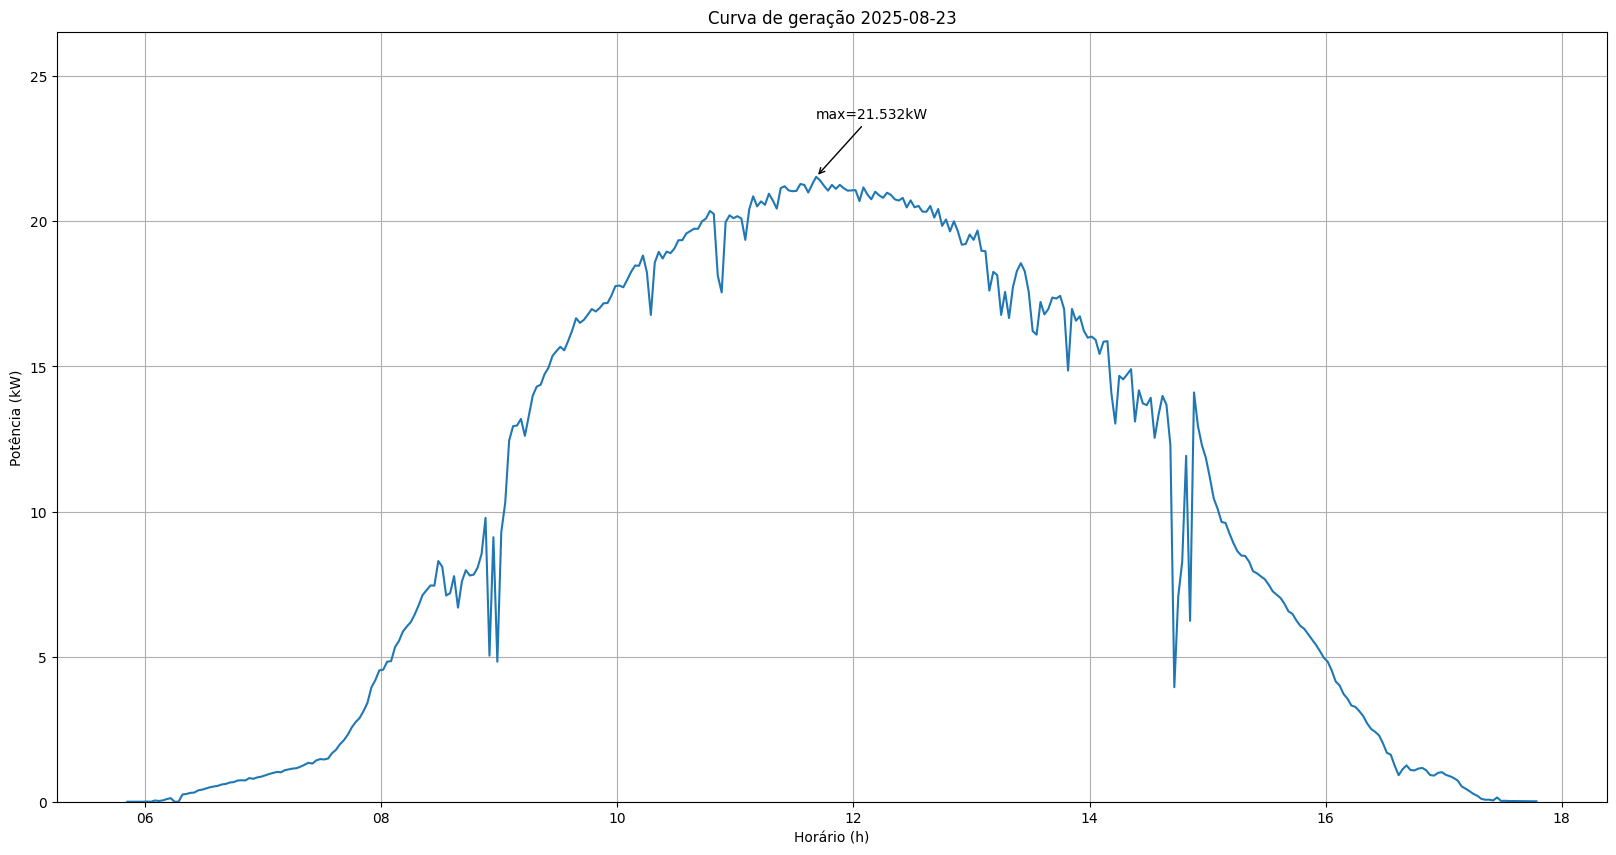 Curva de geração 2025-08-23
max=21.532kW
Potência (kW)
25
20
15
10
5
0
06 08 10 12 14 16 18
Horário (h)